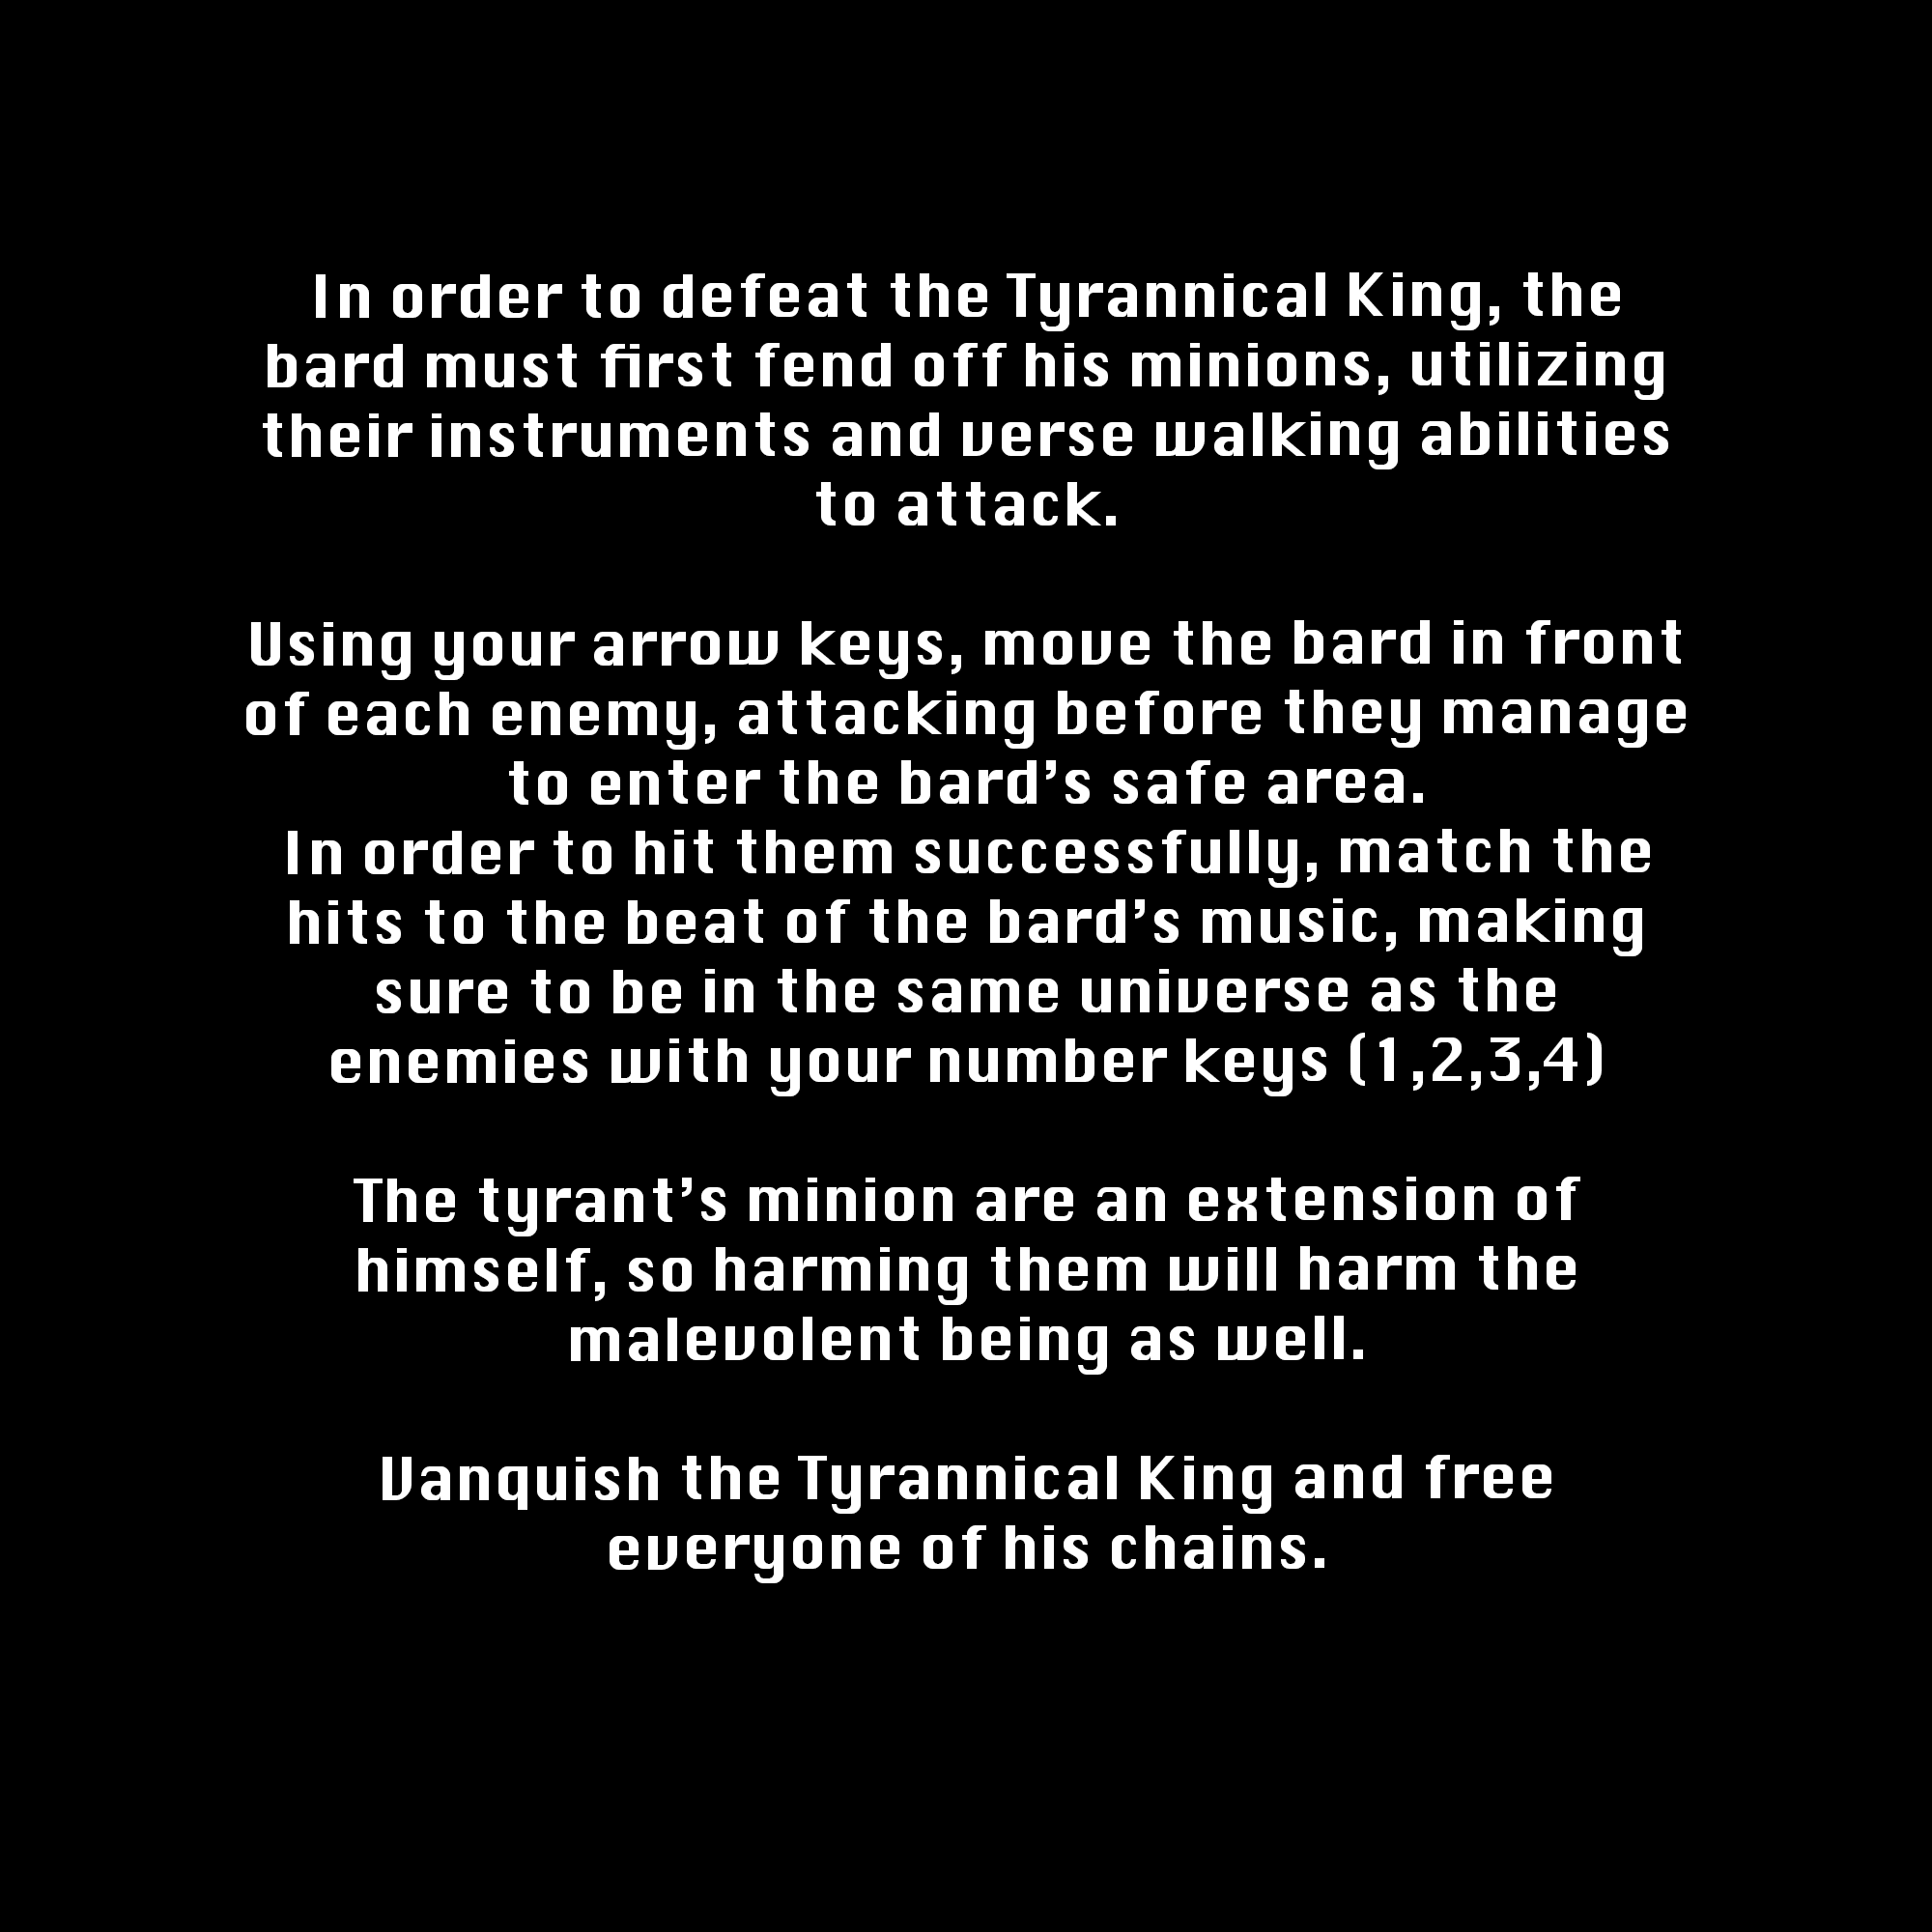 In order to defeat the Tyrannical King, the
bard must first fend off his minions, utilizing
their instruments and verse walking abilities
to attack.
Using your arrow keys, move the bard in front
of each enemy, attacking before they manage
to enter the bard’s safe area.
In order to hit them successfully, match the
hits to the beat of the bard’s music, making
sure to be in the same universe as the
enemies with your number keys (1,2,3,4)
The tyrant’s minion are an extension of
himself, so harming them will harm the
malevolent being as well.
Vanquish the Tyrannical King and free
everyone of his chains.